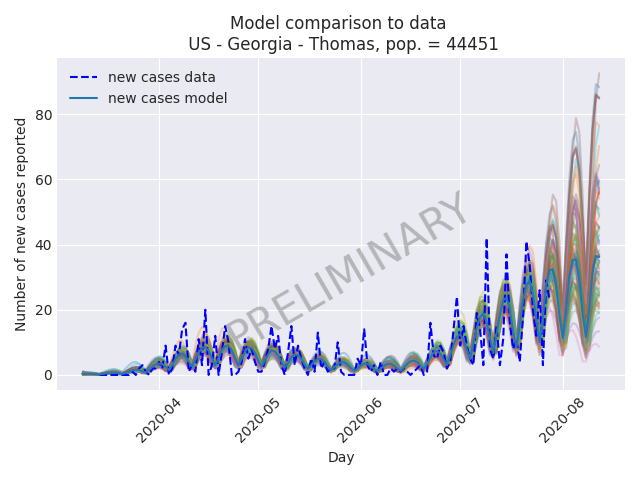 Model comparison to data
US - Georgia - Thomas, pop. = 44451
new cases data
new cases model
PRELIMINARY
Number of new cases reported
80
60
40
20
0
2020-04
2020-05
2020-06
2020-07
2020-08
Day